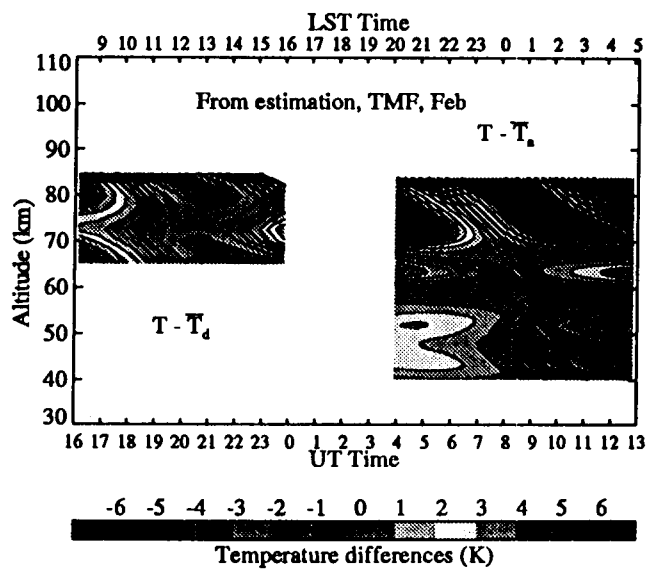 LST Time
9 10 11 12 13 14 15 16 17 18 19 20 21 22 23 0 1 2 3 4 5
110
100
90
80
70
60
50
40
30
Altitude (km)
From estimation, TMF, Feb
T - T̅a
T - T̅d
16 17 18 19 20 21 22 23 0 1 2 3 4 5 6 7 8 9 10 11 12 13
UT Time
-6 -5 -4 -3 -2 -1 0 1 2 3 4 5 6
Temperature differences (K)